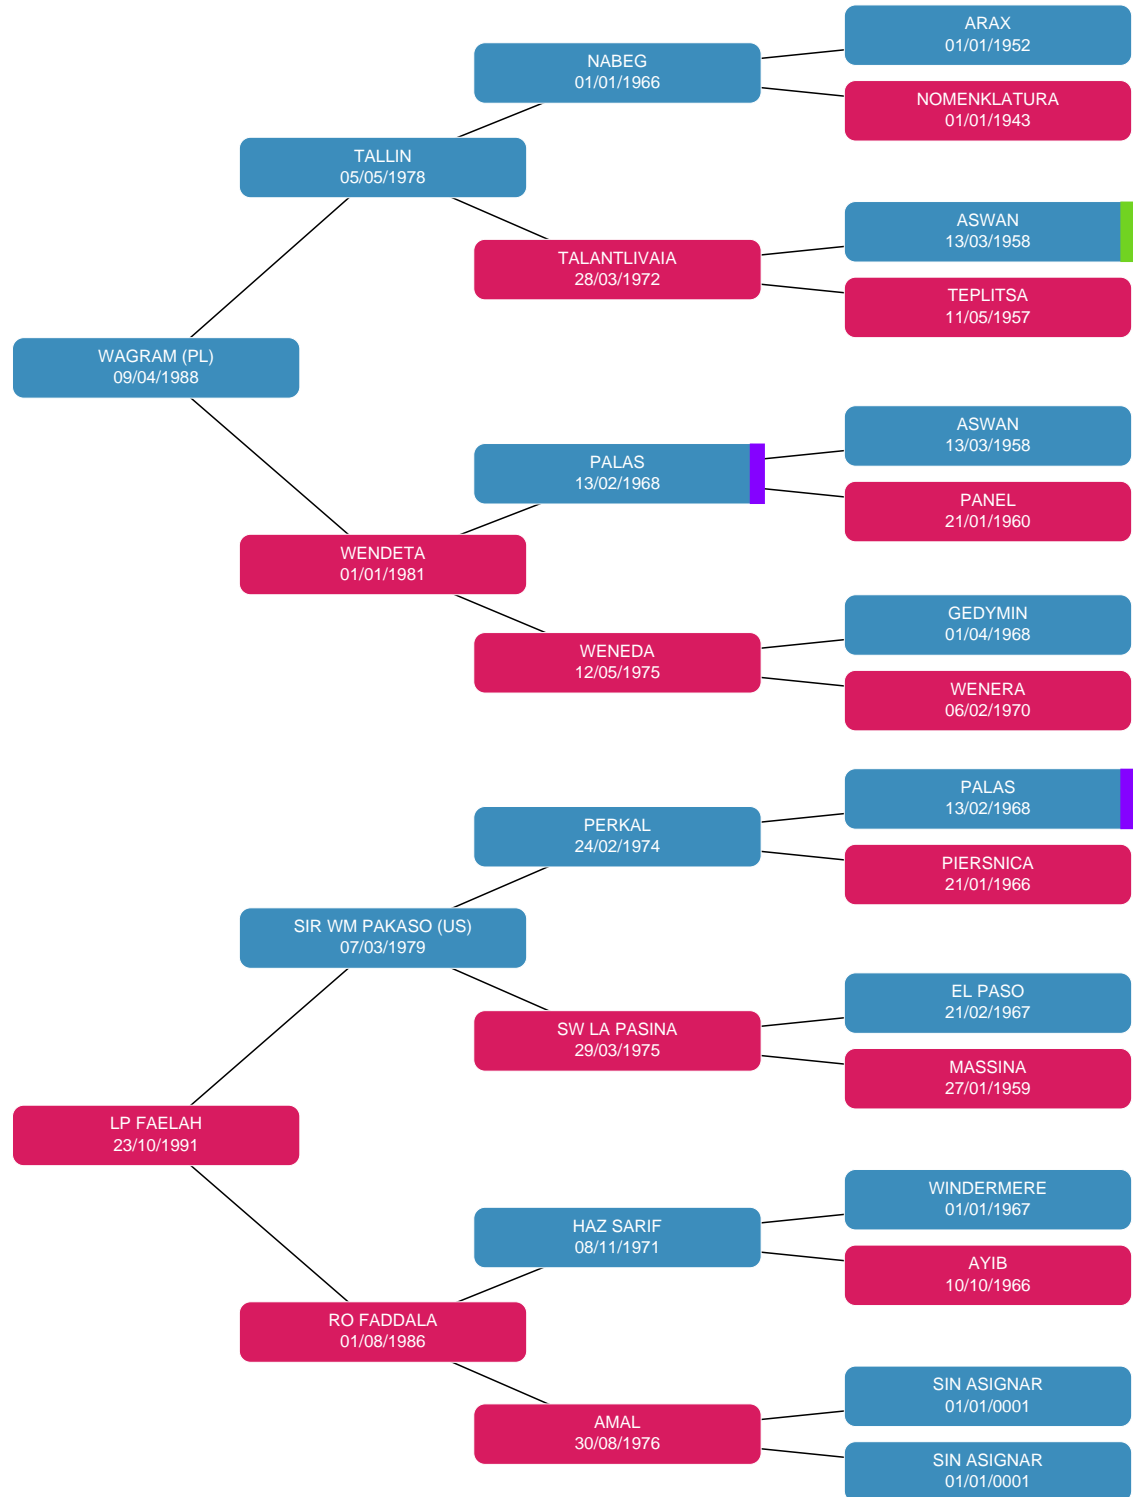 ARAX
01/01/1952
NABEG
01/01/1966
NOMENKLATURA
01/01/1943
TALLIN
05/05/1978
ASWAN
13/03/1958
TALANTLIVAIA
28/03/1972
TEPLITSA
11/05/1957
WAGRAM (PL)
09/04/1988
ASWAN
13/03/1958
PALAS
13/02/1968
PANEL
21/01/1960
WENDETA
01/01/1981
GEDYMIN
01/04/1968
WENEDA
12/05/1975
WENERA
06/02/1970
PALAS
13/02/1968
PERKAL
24/02/1974
PIERSNICA
21/01/1966
SIR WM PAKASO (US)
07/03/1979
EL PASO
21/02/1967
SW LA PASINA
29/03/1975
MASSINA
27/01/1959
LP FAELAH
23/10/1991
WINDERMERE
01/01/1967
HAZ SARIF
08/11/1971
AYIB
10/10/1966
RO FADDALA
01/08/1986
SIN ASIGNAR
01/01/0001
AMAL
30/08/1976
SIN ASIGNAR
01/01/0001